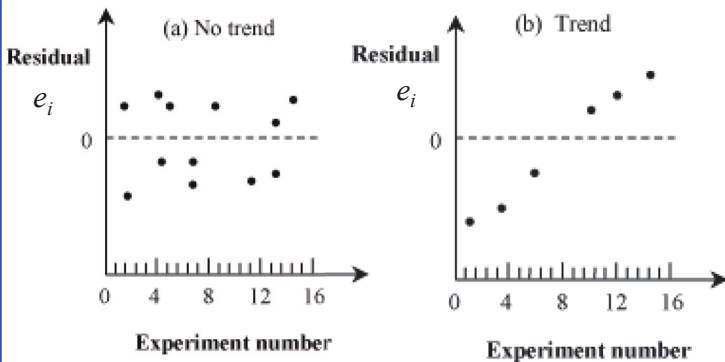 (a) No trend
Residual
e_i
0
0 4 8 12 16
Experiment number
(b) Trend
Residual
e_i
0
0 4 8 12 16
Experiment number